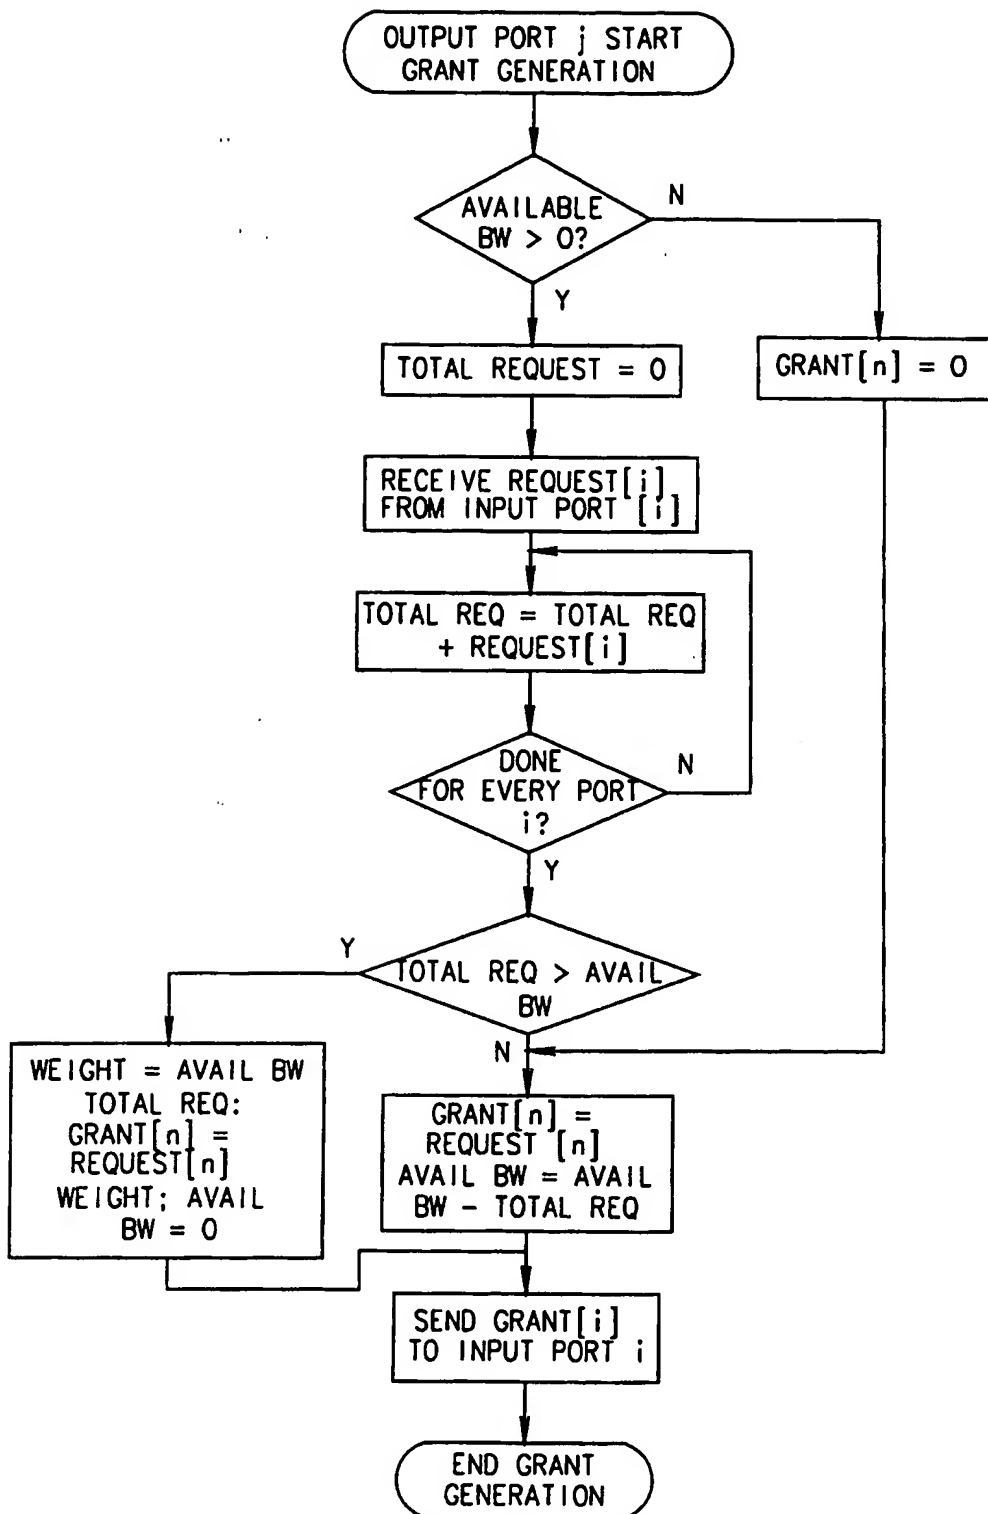 OUTPUT PORT j START
GRANT GENERATION
AVAILABLE
BW > 0?
N
Y
TOTAL REQUEST = 0
GRANT[n] = 0
RECEIVE REQUEST[i]
FROM INPUT PORT [i]
TOTAL REQ = TOTAL REQ
+ REQUEST[i]
DONE
FOR EVERY PORT
i?
N
Y
TOTAL REQ > AVAIL
BW
Y
N
WEIGHT = AVAIL BW
TOTAL REQ:
GRANT[n] =
REQUEST[n]
WEIGHT; AVAIL
BW = 0
GRANT[n] =
REQUEST [n]
AVAIL BW = AVAIL
BW - TOTAL REQ
SEND GRANT[i]
TO INPUT PORT i
END GRANT
GENERATION